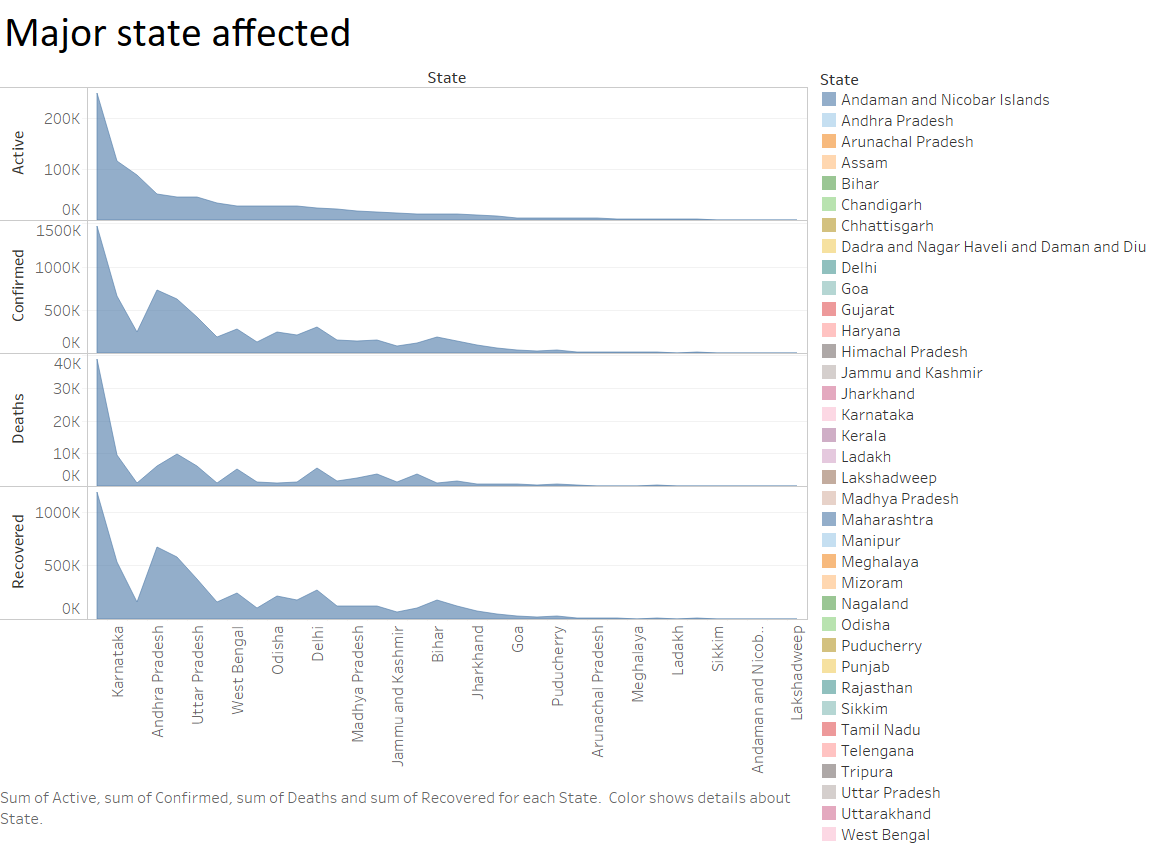 Major state affected
State
Active
200K
100K
0K
Confirmed
1500K
1000K
500K
0K
Deaths
40K
30K
20K
10K
0K
Recovered
1000K
500K
0K
Karnataka
Andhra Pradesh
Uttar Pradesh
West Bengal
Odisha
Delhi
Madhya Pradesh
Jammu and Kashmir
Bihar
Jharkhand
Goa
Puducherry
Arunachal Pradesh
Meghalaya
Ladakh
Sikkim
Andaman and Nicob..
Lakshadweep
Sum of Active, sum of Confirmed, sum of Deaths and sum of Recovered for each State.  Color shows details about
State.
State
Andaman and Nicobar Islands
Andhra Pradesh
Arunachal Pradesh
Assam
Bihar
Chandigarh
Chhattisgarh
Dadra and Nagar Haveli and Daman and Diu
Delhi
Goa
Gujarat
Haryana
Himachal Pradesh
Jammu and Kashmir
Jharkhand
Karnataka
Kerala
Ladakh
Lakshadweep
Madhya Pradesh
Maharashtra
Manipur
Meghalaya
Mizoram
Nagaland
Odisha
Puducherry
Punjab
Rajasthan
Sikkim
Tamil Nadu
Telengana
Tripura
Uttar Pradesh
Uttarakhand
West Bengal